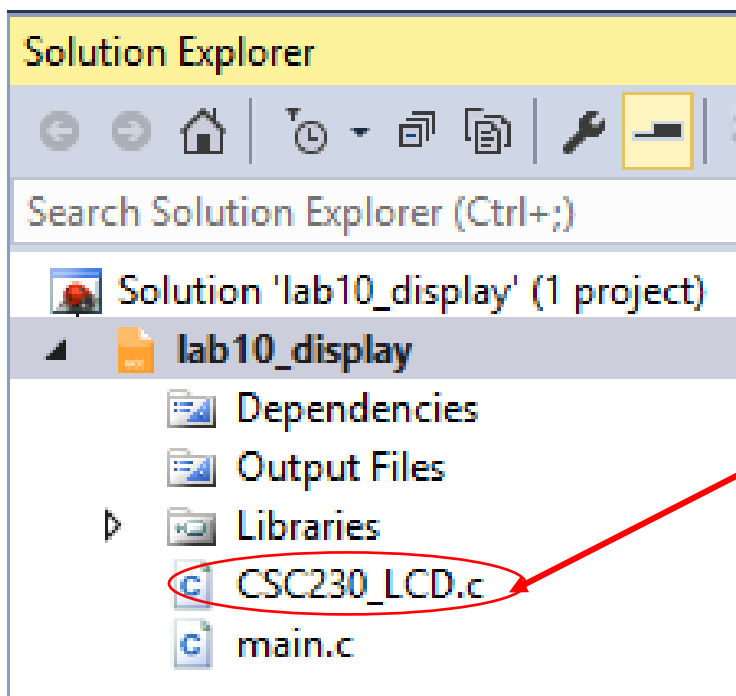 Solution Explorer
Search Solution Explorer (Ctrl+;)
Solution 'lab10_display' (1 project)
lab10_display
Dependencies
Output Files
Libraries
CSC230_LCD.c
main.c